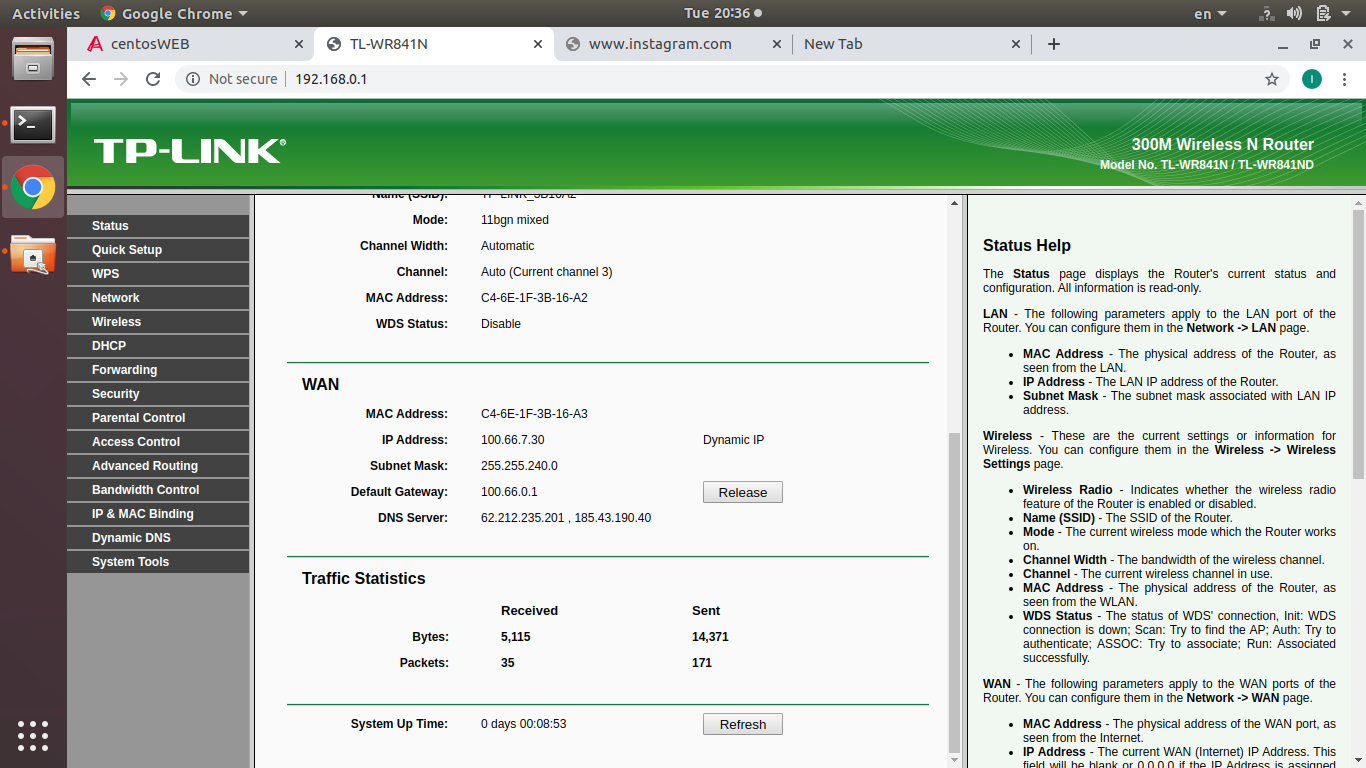 Activities
Google Chrome
Tue 20:36
en
centosWEB
TL-WR841N
www.instagram.com
New Tab
Not secure
192.168.0.1
I
TP-LINK®
300M Wireless N Router
Model No. TL-WR841N / TL-WR841ND
Status
Quick Setup
WPS
Network
Wireless
DHCP
Forwarding
Security
Parental Control
Access Control
Advanced Routing
Bandwidth Control
IP & MAC Binding
Dynamic DNS
System Tools
Name (SSID): TP-LINK_3B16A2
Mode: 11bgn mixed
Channel Width: Automatic
Channel: Auto (Current channel 3)
MAC Address: C4-6E-1F-3B-16-A2
WDS Status: Disable
WAN
MAC Address: C4-6E-1F-3B-16-A3
IP Address: 100.66.7.30 Dynamic IP
Subnet Mask: 255.255.240.0
Default Gateway: 100.66.0.1 Release
DNS Server: 62.212.235.201 , 185.43.190.40
Traffic Statistics
Received Sent
Bytes: 5,115 14,371
Packets: 35 171
System Up Time: 0 days 00:08:53 Refresh
Status Help
The Status page displays the Router's current status and
configuration. All information is read-only.
LAN - The following parameters apply to the LAN port of the
Router. You can configure them in the Network -> LAN page.
• MAC Address - The physical address of the Router, as
seen from the LAN.
• IP Address - The LAN IP address of the Router.
• Subnet Mask - The subnet mask associated with LAN IP
address.
Wireless - These are the current settings or information for
Wireless. You can configure them in the Wireless -> Wireless
Settings page.
• Wireless Radio - Indicates whether the wireless radio
feature of the Router is enabled or disabled.
• Name (SSID) - The SSID of the Router.
• Mode - The current wireless mode which the Router works
on.
• Channel Width - The bandwidth of the wireless channel.
• Channel - The current wireless channel in use.
• MAC Address - The physical address of the Router, as
seen from the WLAN.
• WDS Status - The status of WDS' connection, Init: WDS
connection is down; Scan: Try to find the AP; Auth: Try to
authenticate; ASSOC: Try to associate; Run: Associated
successfully.
WAN - The following parameters apply to the WAN ports of the
Router. You can configure them in the Network -> WAN page.
• MAC Address - The physical address of the WAN port, as
seen from the Internet.
• IP Address - The current WAN (Internet) IP Address. This
field will be blank or 0.0.0.0 if the IP Address is assigned